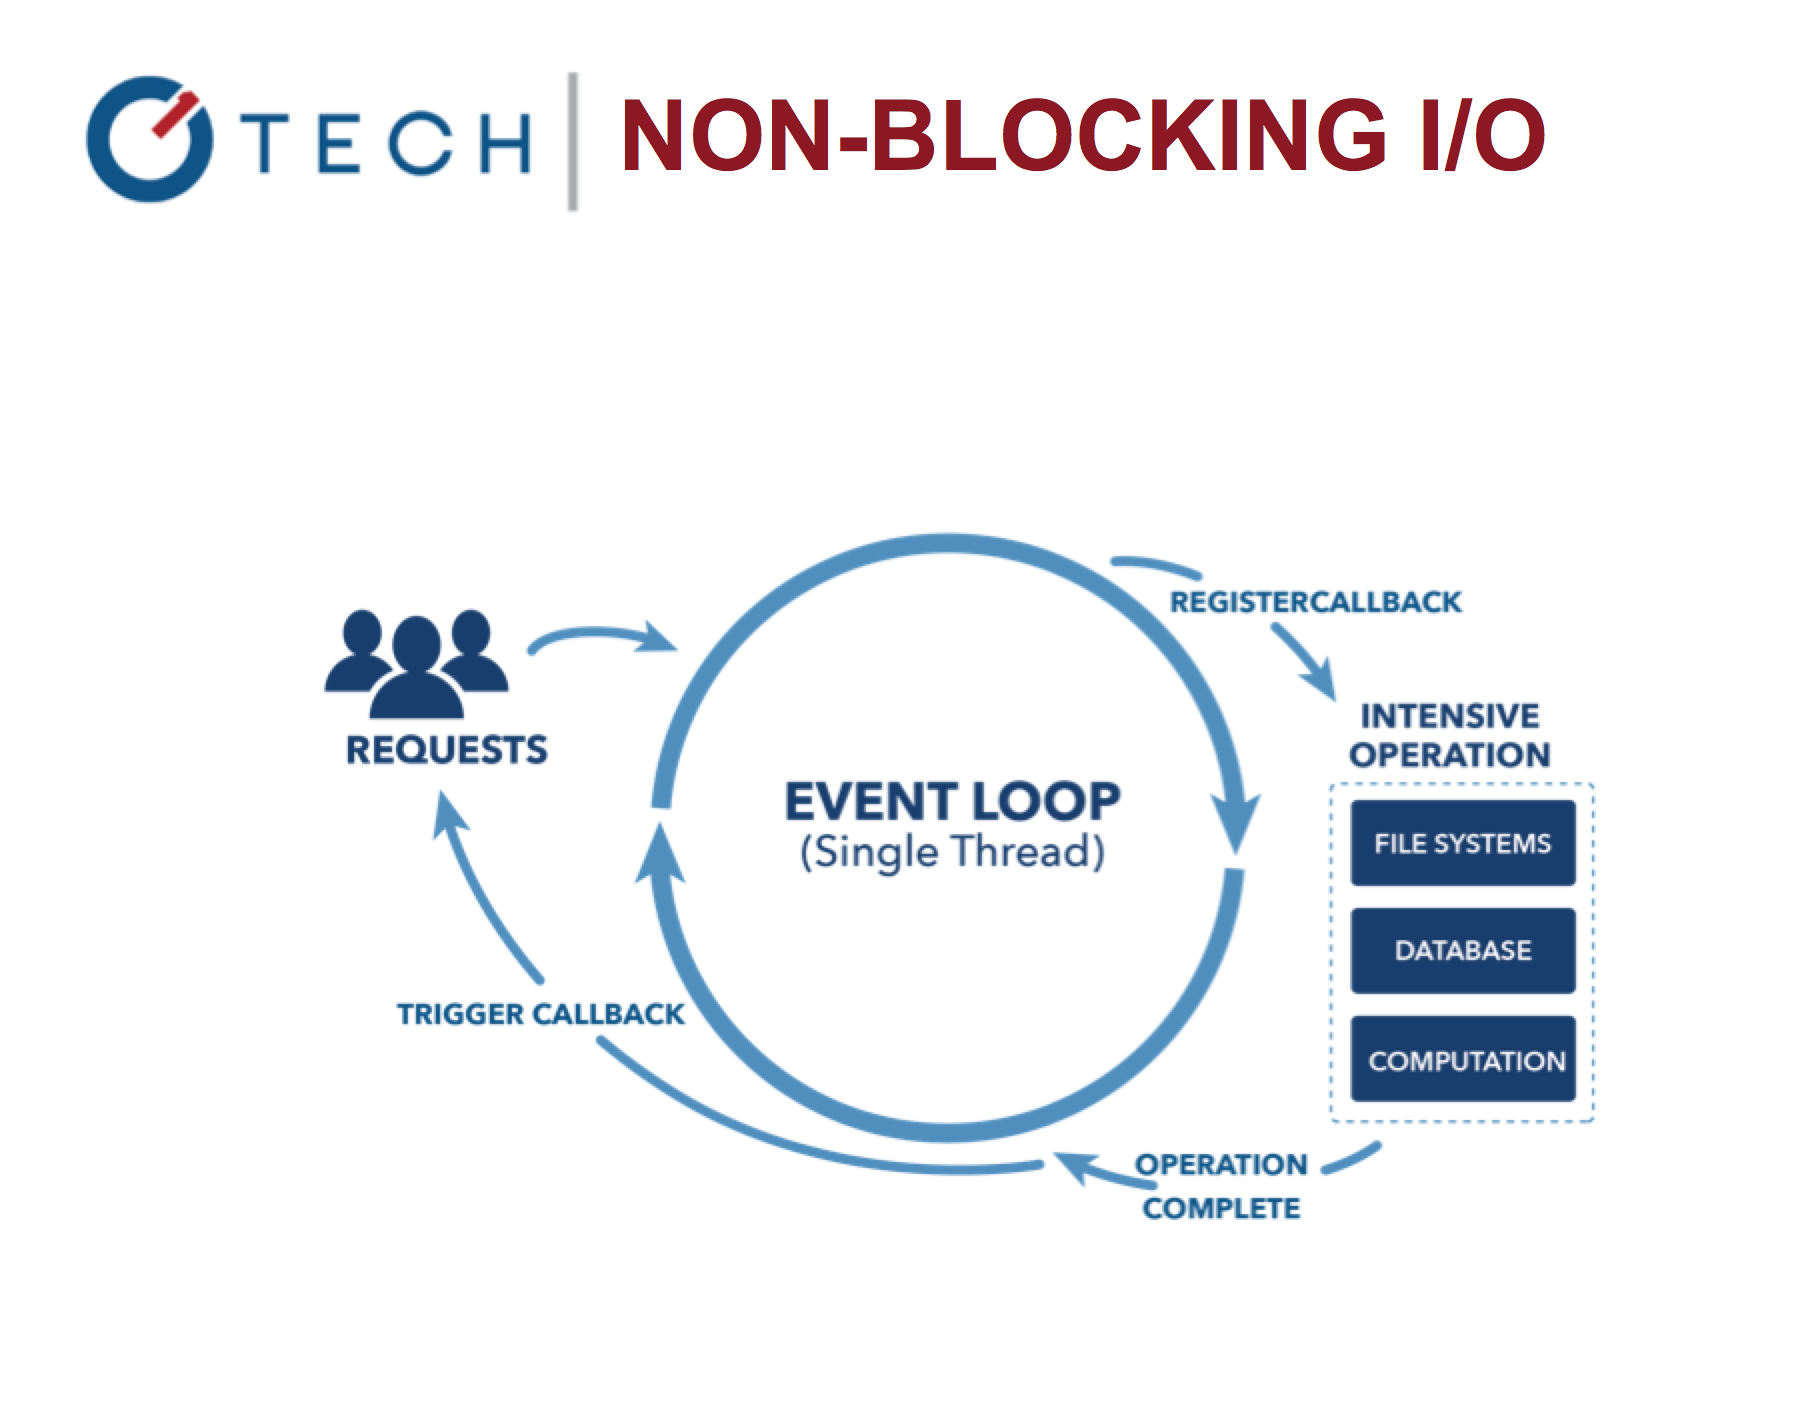 TECH
NON-BLOCKING I/O
REGISTERCALLBACK
REQUESTS
INTENSIVE
OPERATION
EVENT LOOP
(Single Thread)
FILE SYSTEMS
DATABASE
COMPUTATION
TRIGGER CALLBACK
OPERATION
COMPLETE